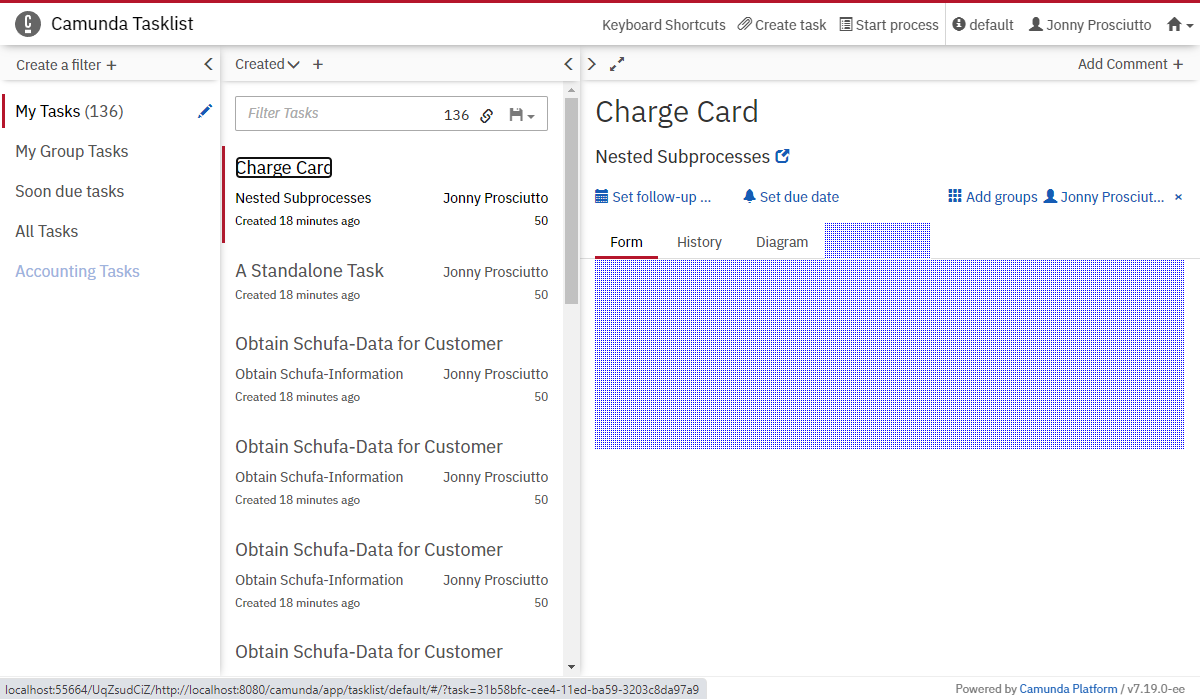 Camunda Tasklist
Keyboard Shortcuts Create task Start process default Jonny Prosciutto
Create a filter +
My Tasks (136)
My Group Tasks
Soon due tasks
All Tasks
Accounting Tasks
Created +
Filter Tasks 136
Charge Card
Nested Subprocesses Jonny Prosciutto
Created 18 minutes ago 50
A Standalone Task Jonny Prosciutto
Created 18 minutes ago 50
Obtain Schufa-Data for Customer
Obtain Schufa-Information Jonny Prosciutto
Created 18 minutes ago 50
Obtain Schufa-Data for Customer
Obtain Schufa-Information Jonny Prosciutto
Created 18 minutes ago 50
Obtain Schufa-Data for Customer
Obtain Schufa-Information Jonny Prosciutto
Created 18 minutes ago 50
Obtain Schufa-Data for Customer
Add Comment +
Charge Card
Nested Subprocesses
Set follow-up ... Set due date Add groups Jonny Prosciut... ×
Form History Diagram
localhost:55664/UqZsudCiZ/http://localhost:8080/camunda/app/tasklist/default/#/?task=31b58bfc-cee4-11ed-ba59-3203c8da97a9
Powered by Camunda Platform / v7.19.0-ee